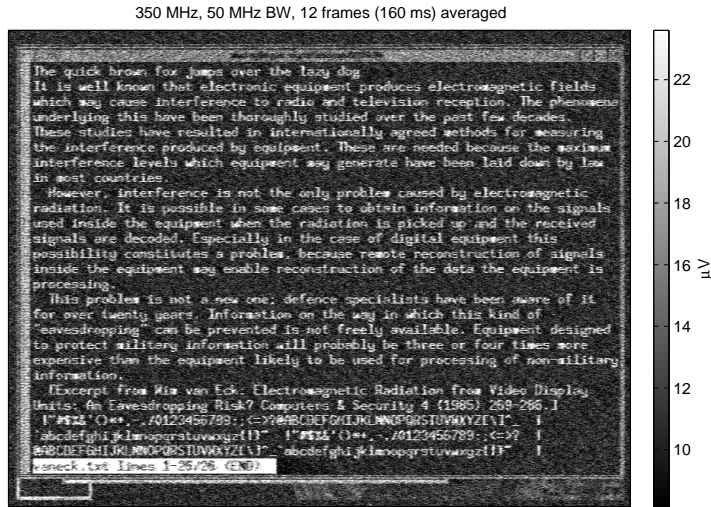 350 MHz, 50 MHz BW, 12 frames (160 ms) averaged
The quick brown fox jumps over the lazy dog
It is well known that electronic equipment produces electromagnetic fields
which may cause interference to radio and television reception. The phenomena
underlying this have been thoroughly studied over the past few decades.
These studies have resulted in internationally agreed methods for measuring
the interference produced by equipment. These are needed because the maximum
interference levels which equipment may generate have been laid down by law
in most countries.
However, interference is not the only problem caused by electromagnetic
radiation. It is possible in some cases to obtain information on the signals
used inside the equipment when the radiation is picked up and the received
signals are decoded. Especially in the case of digital equipment this
possibility constitutes a problem, because remote reconstruction of signals
inside the equipment may enable reconstruction of the data the equipment is
processing.
This problem is not a new one; defence specialists have been aware of it
for over twenty years. Information on the way in which this kind of
"eavesdropping" can be prevented is not freely available. Equipment designed
to protect military information will probably be three or four times more
expensive than the equipment likely to be used for processing of non-military
information.
[Excerpt from Wim van Eck: Electromagnetic Radiation from Video Display
Units: An Eavesdropping Risk? Computers & Security 4 (1985) 269-286.]
!"#$%&'()*+,-./0123456789:;<=>?@ABCDEFGHIJKLMNOPQRSTUVWXYZ[\]^_
`abcdefghijklmnopqrstuvwxyz{|}~ !"#$%&'()*+,-./0123456789:;<=>?
@ABCDEFGHIJKLMNOPQRSTUVWXYZ[\]^_`abcdefghijklmnopqrstuvwxyz{|}~
vaneck.txt lines 1-26/26 (END)
22
20
18
16
14
12
10
µV